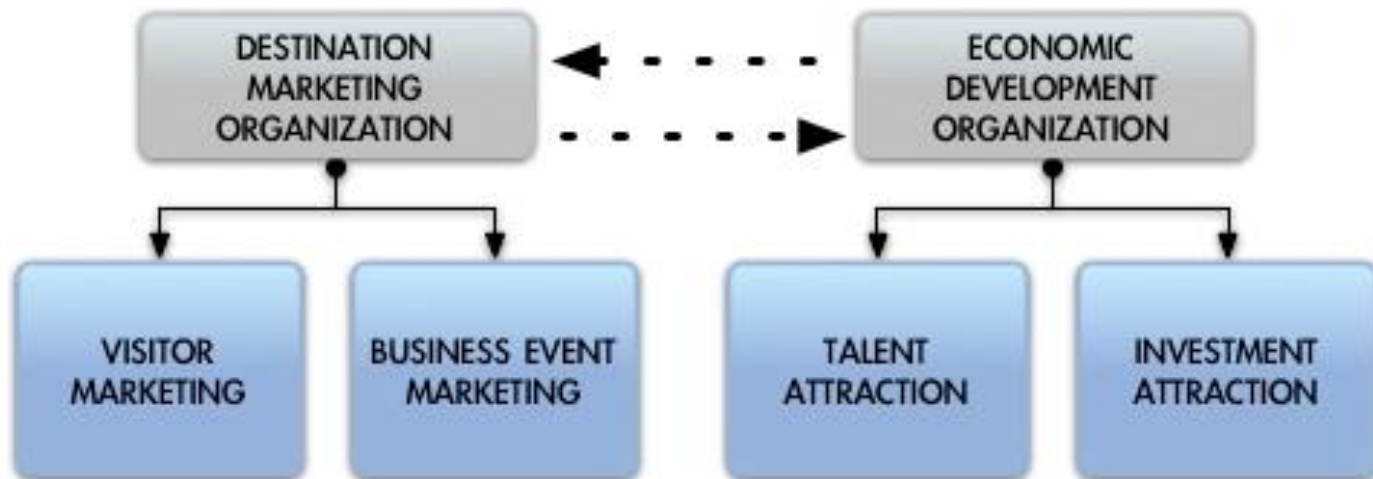 DESTINATION
MARKETING
ORGANIZATION
ECONOMIC
DEVELOPMENT
ORGANIZATION
VISITOR
MARKETING
BUSINESS EVENT
MARKETING
TALENT
ATTRACTION
INVESTMENT
ATTRACTION